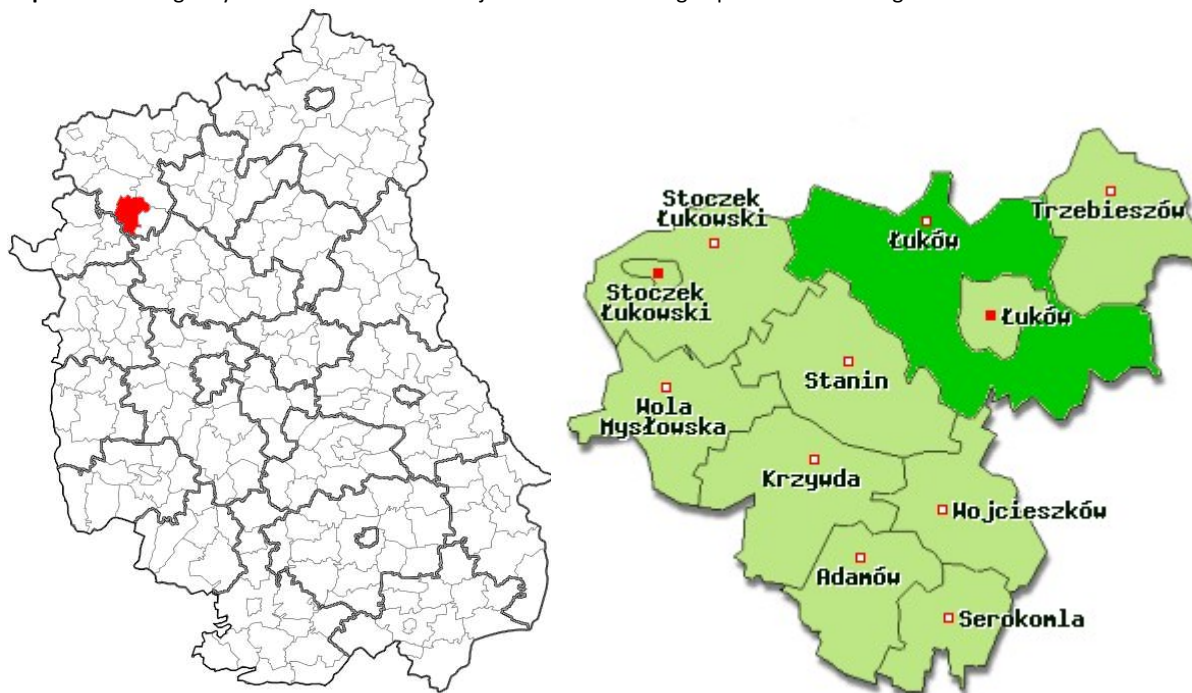 Stoczek
Łukowski
Trzebieszów
Łuków
Stoczek
Łukowski
Łuków
Stanin
Wola
Mysłowska
Krzywda
Wojcieszków
Adamów
Serokomla